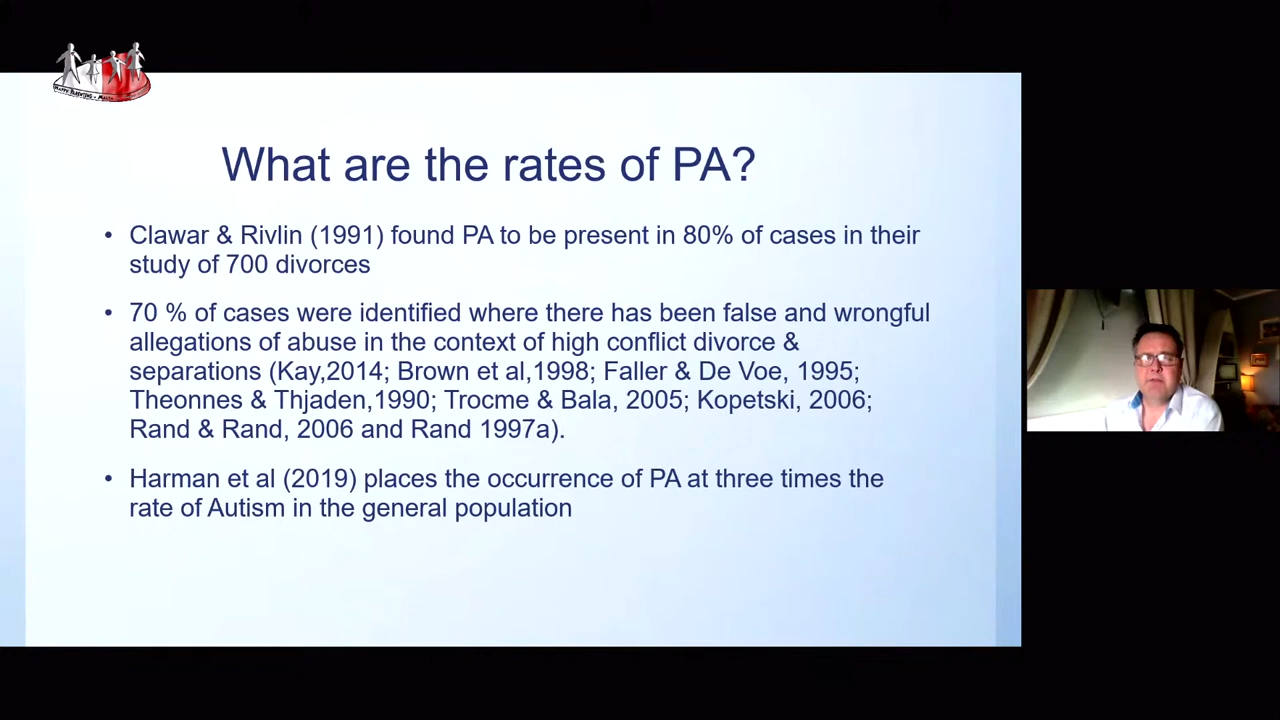 HAPPY PARENTING - MALTA
What are the rates of PA?
• Clawar & Rivlin (1991) found PA to be present in 80% of cases in their
study of 700 divorces
• 70 % of cases were identified where there has been false and wrongful
allegations of abuse in the context of high conflict divorce &
separations (Kay,2014; Brown et al,1998; Faller & De Voe, 1995;
Theonnes & Thjaden,1990; Trocme & Bala, 2005; Kopetski, 2006;
Rand & Rand, 2006 and Rand 1997a).
• Harman et al (2019) places the occurrence of PA at three times the
rate of Autism in the general population